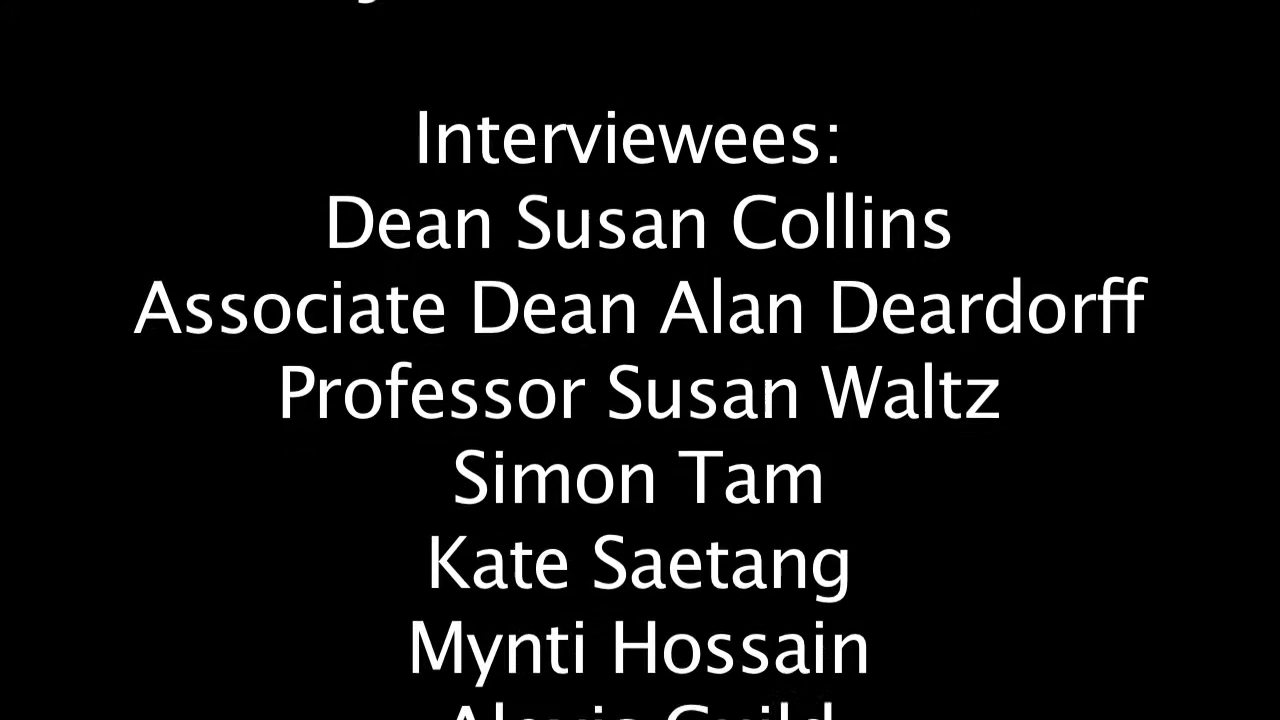 Interviewees:
Dean Susan Collins
Associate Dean Alan Deardorff
Professor Susan Waltz
Simon Tam
Kate Saetang
Mynti Hossain